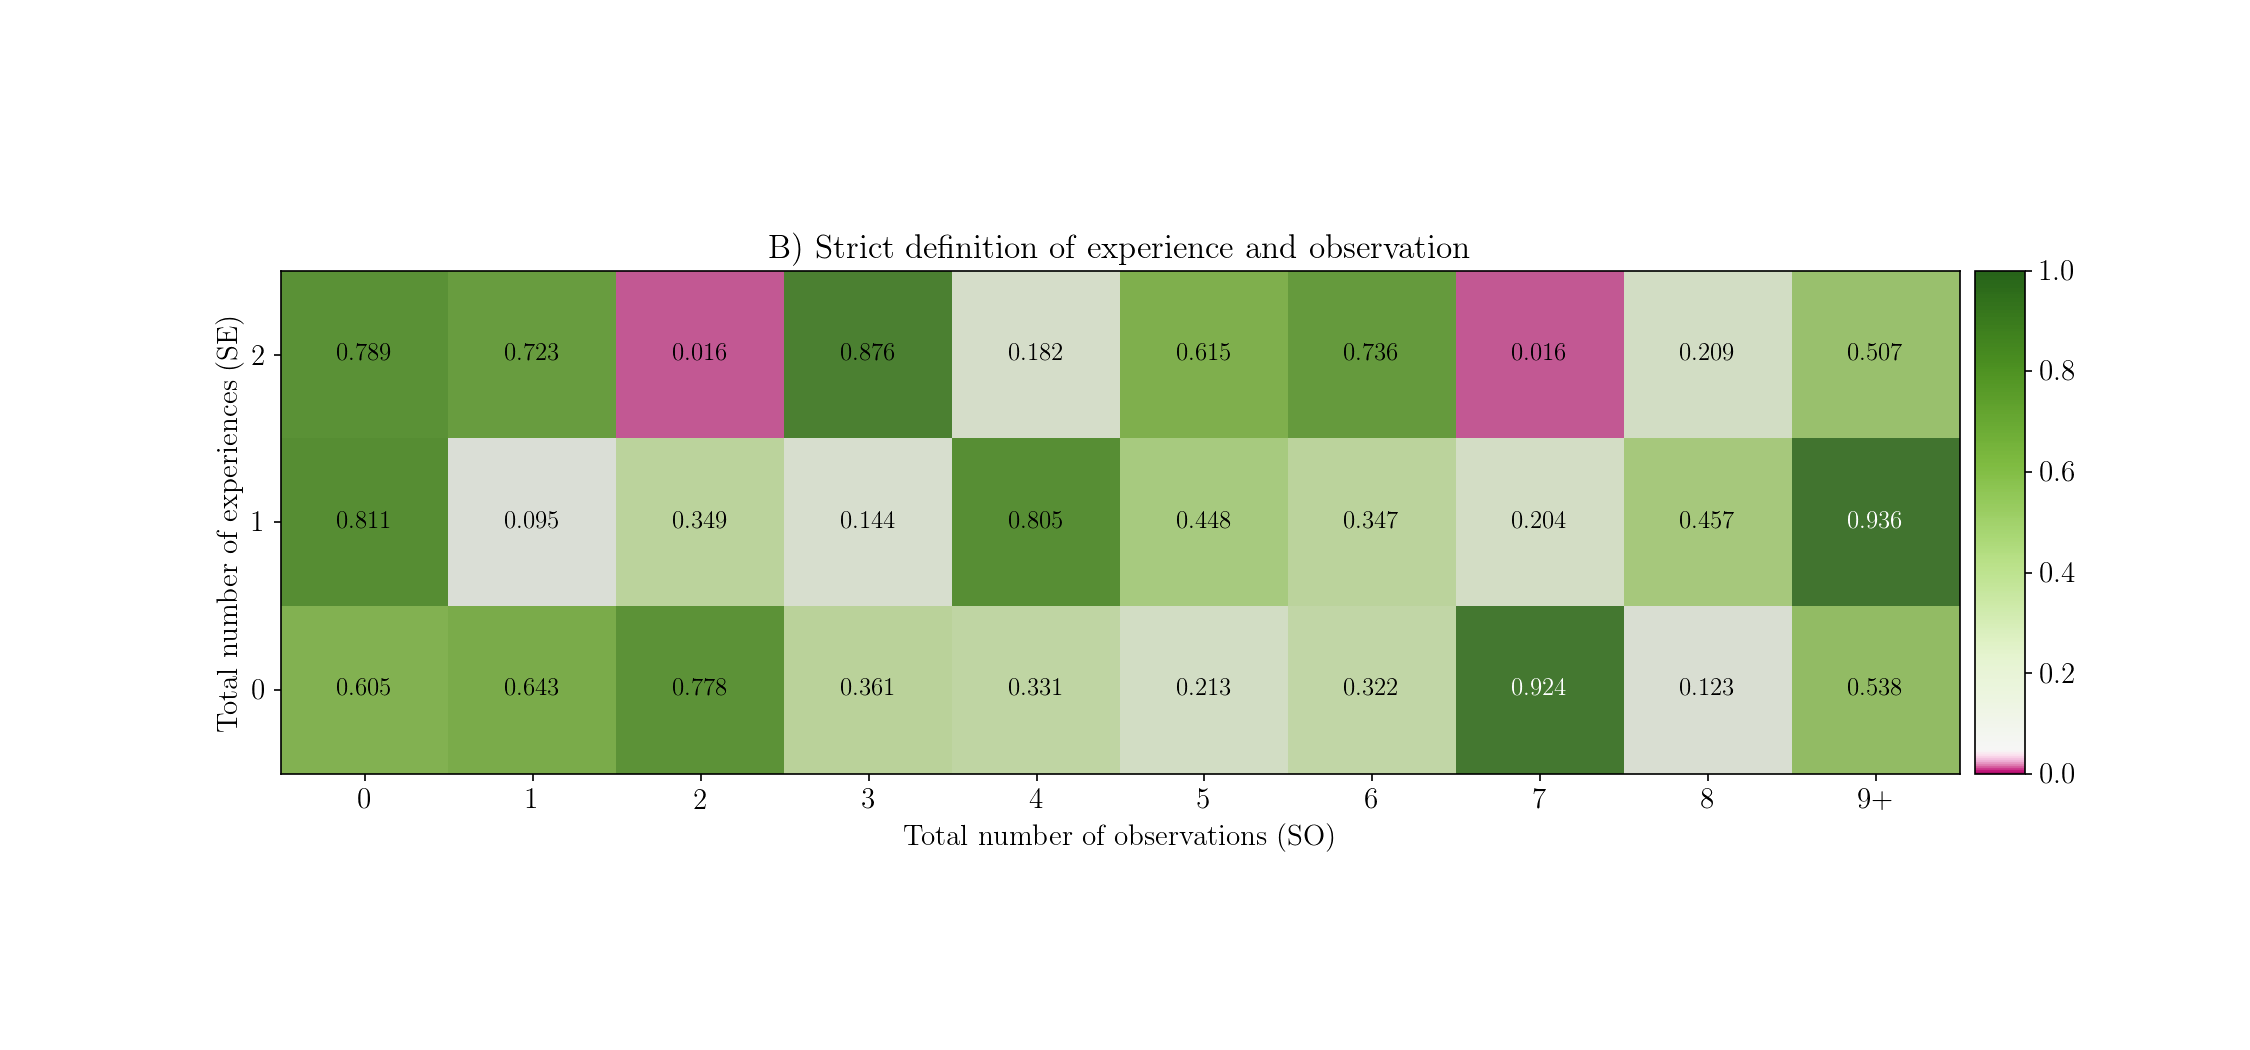 B) Strict definition of experience and observation
Total number of experiences (SE)
2
0.789 0.723 0.016 0.876 0.182 0.615 0.736 0.016 0.209 0.507
1
0.811 0.095 0.349 0.144 0.805 0.448 0.347 0.204 0.457 0.936
0
0.605 0.643 0.778 0.361 0.331 0.213 0.322 0.924 0.123 0.538
0 1 2 3 4 5 6 7 8 9+
Total number of observations (SO)
1.0
0.8
0.6
0.4
0.2
0.0